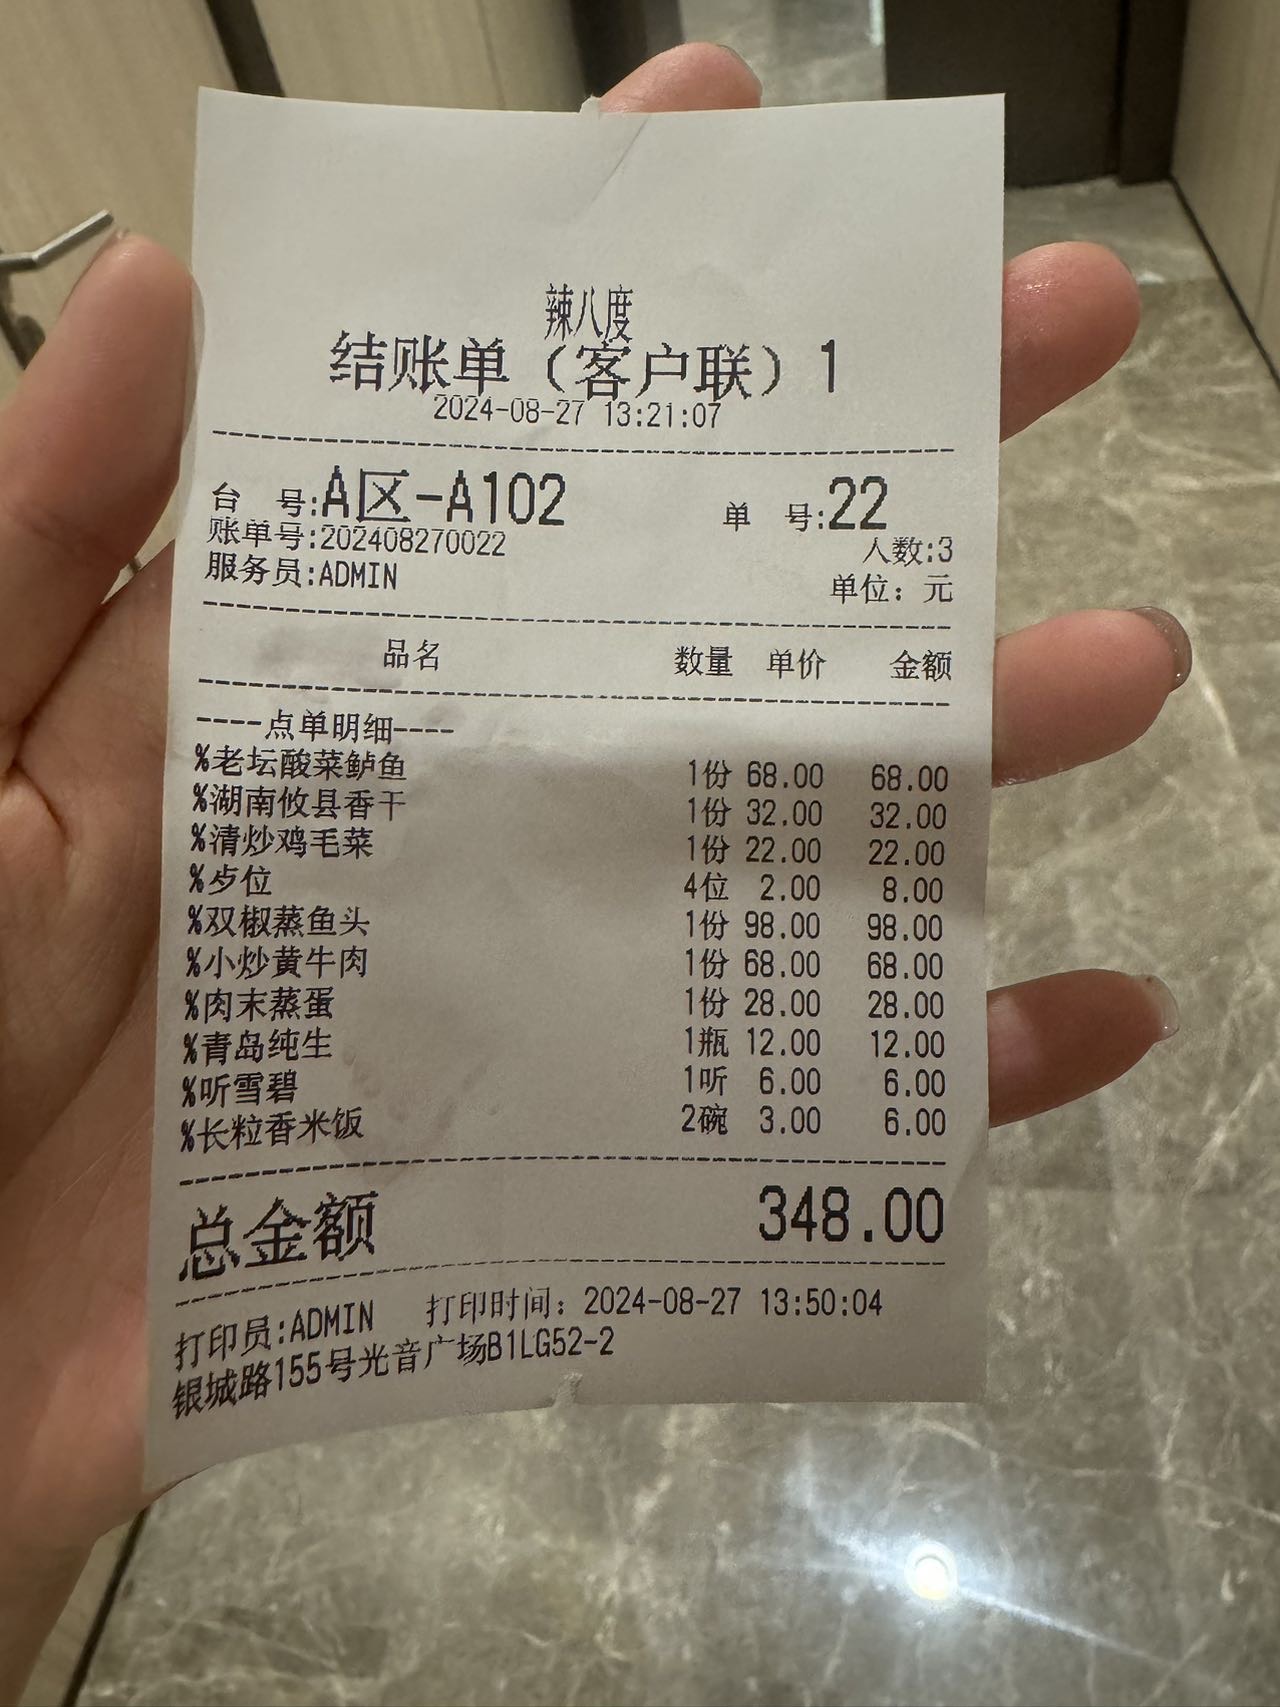 辣八度
结账单（客户联）1
2024-08-27 13:21:07
台 号:A区-A102 单 号:22
账单号:202408270022 人数:3
服务员:ADMIN 单位：元
品名 数量 单价 金额
----点单明细----
%老坛酸菜鲈鱼 1份 68.00 68.00
%湖南攸县香干 1份 32.00 32.00
%清炒鸡毛菜 1份 22.00 22.00
%歺位 4位 2.00 8.00
%双椒蒸鱼头 1份 98.00 98.00
%小炒黄牛肉 1份 68.00 68.00
%肉末蒸蛋 1份 28.00 28.00
%青岛纯生 1瓶 12.00 12.00
%听雪碧 1听 6.00 6.00
%长粒香米饭 2碗 3.00 6.00
总金额 348.00
打印员:ADMIN 打印时间：2024-08-27 13:50:04
银城路155号光音广场B1LG52-2